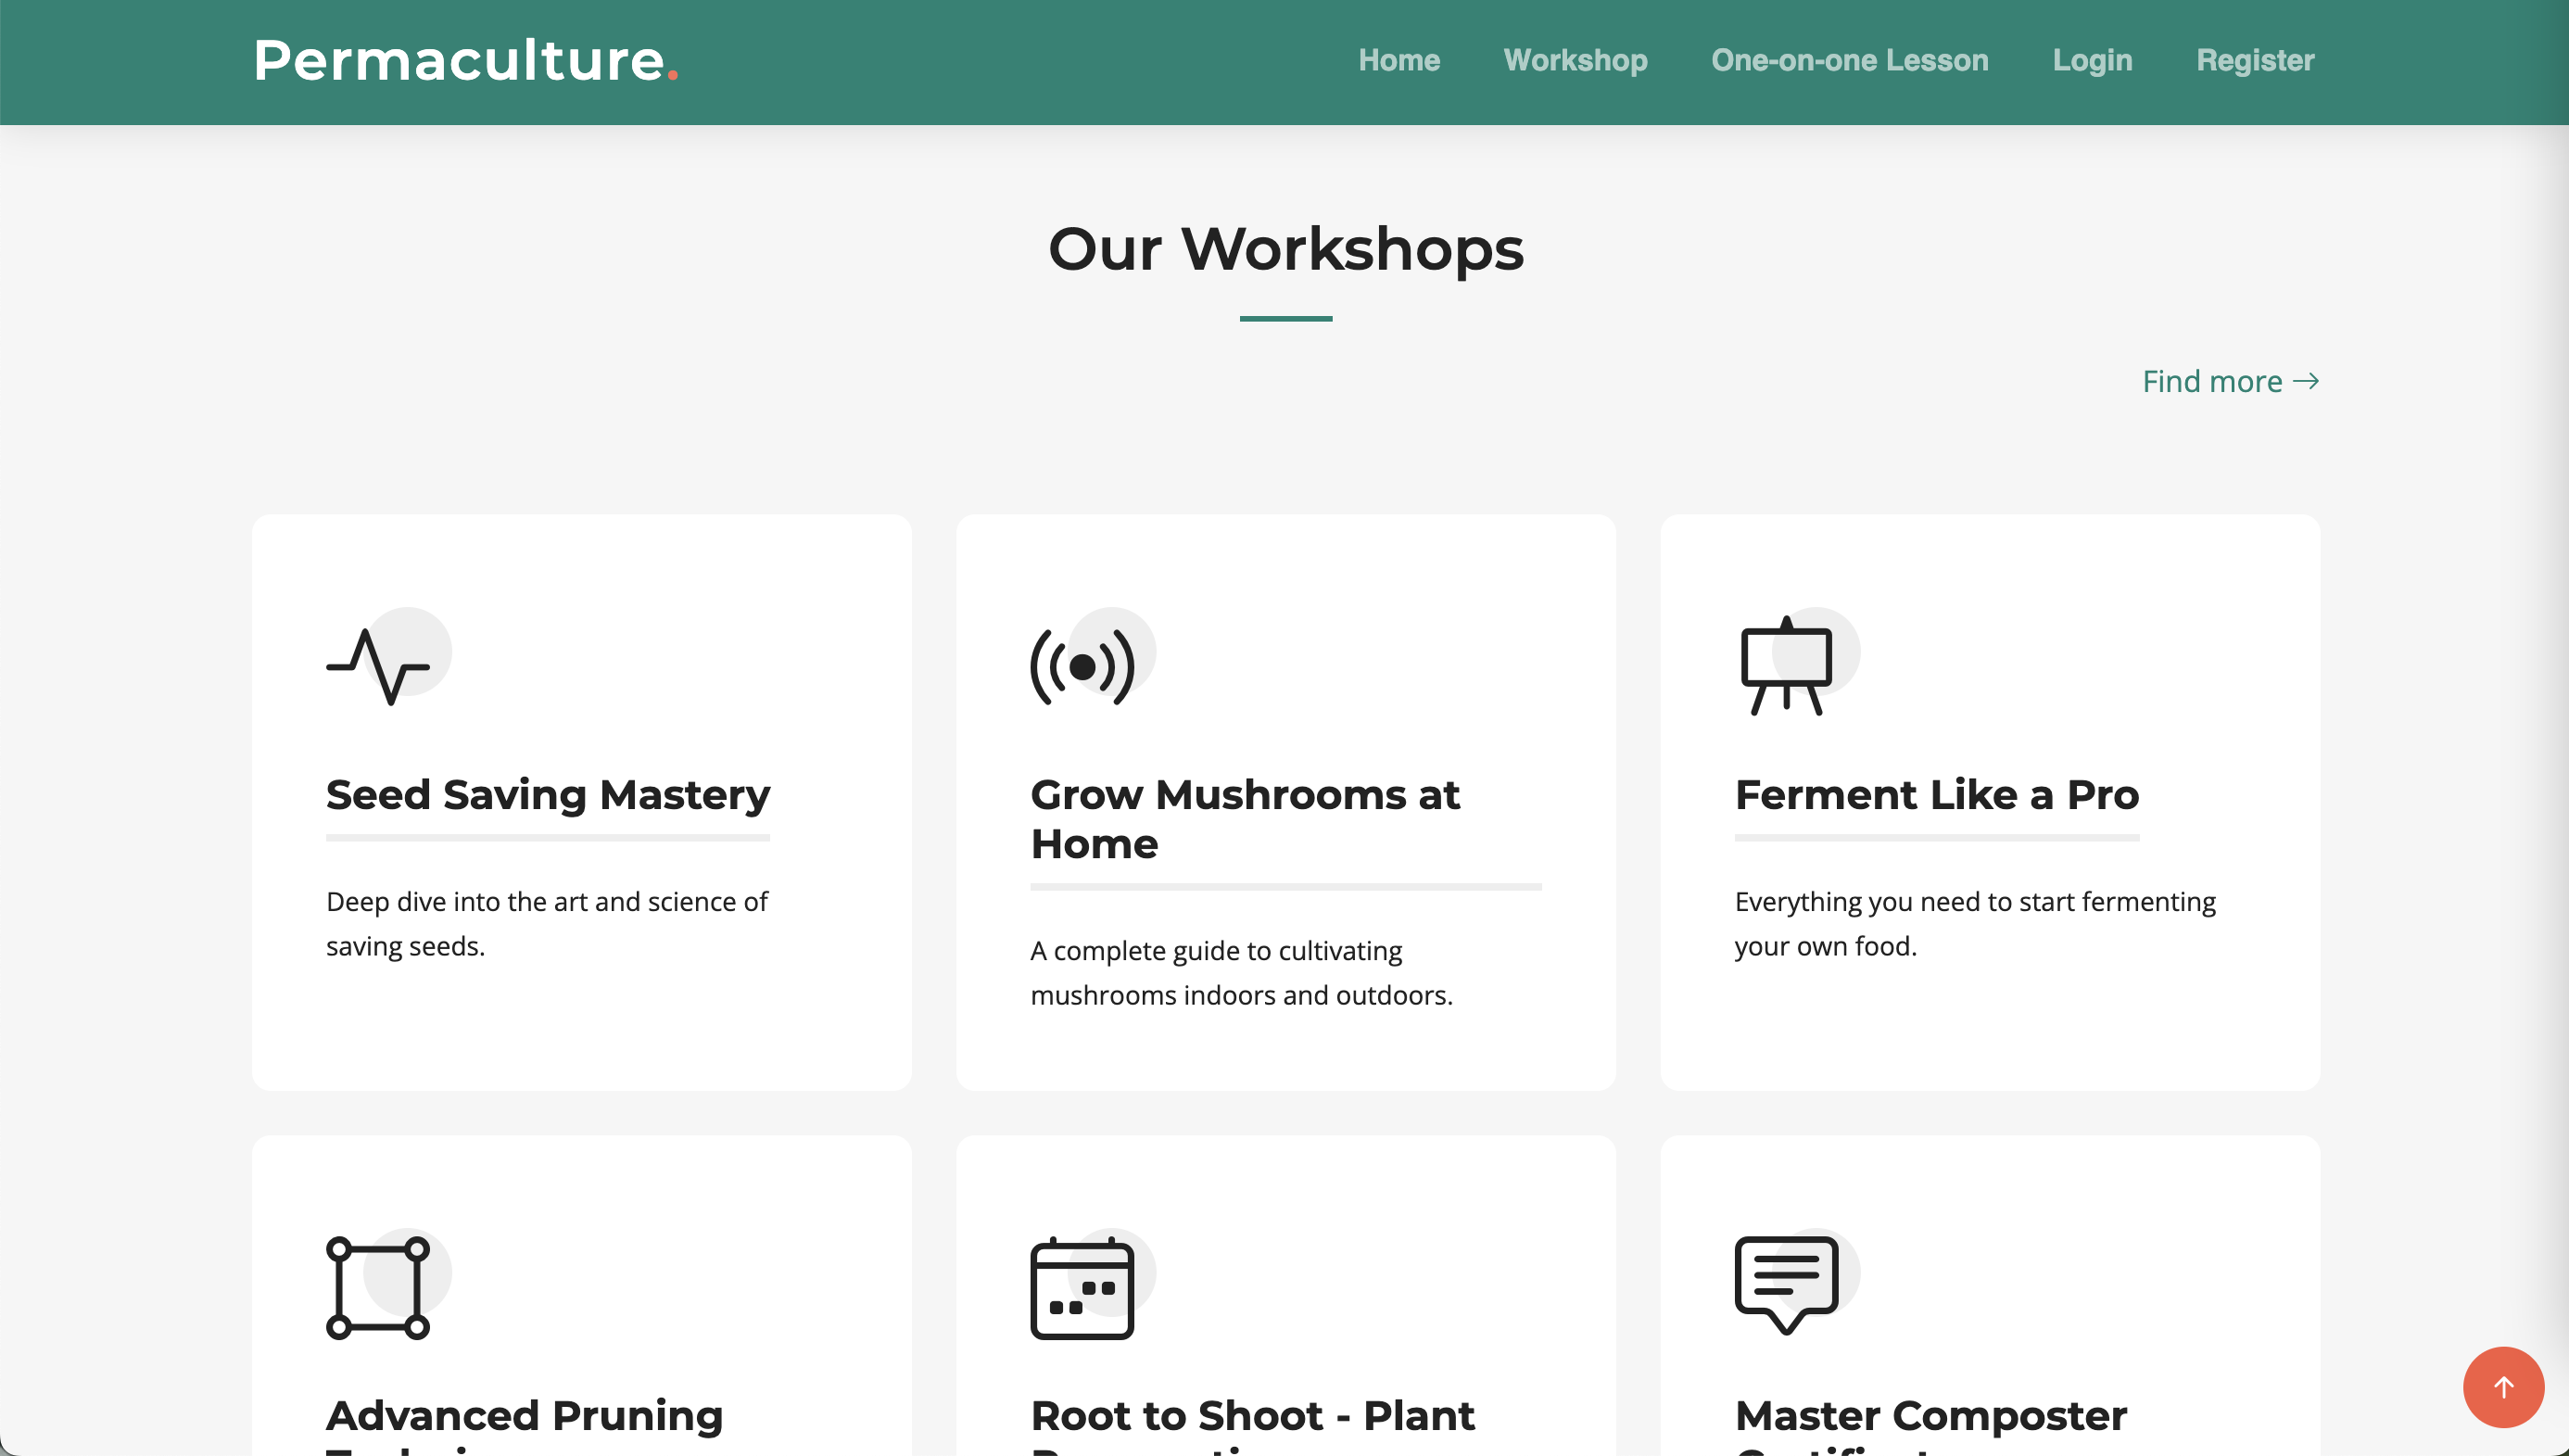 Permaculture.
Home Workshop One-on-one Lesson Login Register
Our Workshops
Find more
Seed Saving Mastery
Deep dive into the art and science of
saving seeds.
Grow Mushrooms at
Home
A complete guide to cultivating
mushrooms indoors and outdoors.
Ferment Like a Pro
Everything you need to start fermenting
your own food.
Advanced Pruning
Root to Shoot - Plant
Master Composter